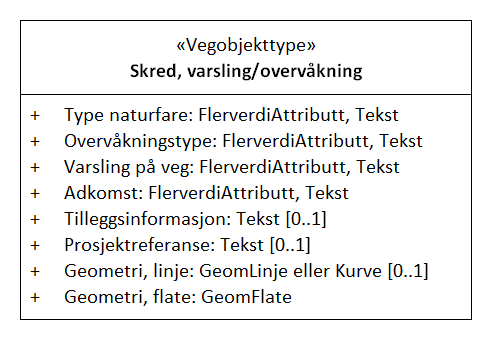 «Vegobjekttype»
Skred, varsling/overvåkning
+ Type naturfare: FlerverdiAttributt, Tekst
+ Overvåkningstype: FlerverdiAttributt, Tekst
+ Varsling på veg: FlerverdiAttributt, Tekst
+ Adkomst: FlerverdiAttributt, Tekst
+ Tilleggsinformasjon: Tekst [0..1]
+ Prosjektreferanse: Tekst [0..1]
+ Geometri, linje: GeomLinje eller Kurve [0..1]
+ Geometri, flate: GeomFlate